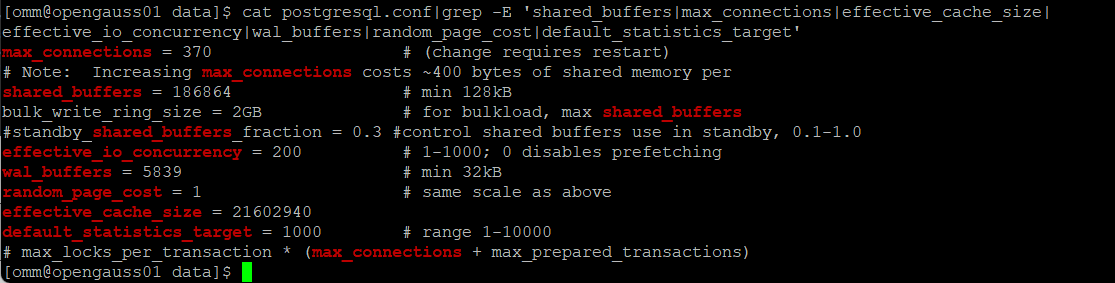 [omm@opengauss01 data]$ cat postgresql.conf|grep -E 'shared_buffers|max_connections|effective_cache_size|
effective_io_concurrency|wal_buffers|random_page_cost|default_statistics_target'
max_connections = 370                   # (change requires restart)
# Note:  Increasing max_connections costs ~400 bytes of shared memory per
shared_buffers = 186864                 # min 128kB
bulk_write_ring_size = 2GB              # for bulkload, max shared_buffers
#standby_shared_buffers_fraction = 0.3 #control shared buffers use in standby, 0.1-1.0
effective_io_concurrency = 200          # 1-1000; 0 disables prefetching
wal_buffers = 5839                      # min 32kB
random_page_cost = 1                    # same scale as above
effective_cache_size = 21602940
default_statistics_target = 1000        # range 1-10000
# max_locks_per_transaction * (max_connections + max_prepared_transactions)
[omm@opengauss01 data]$